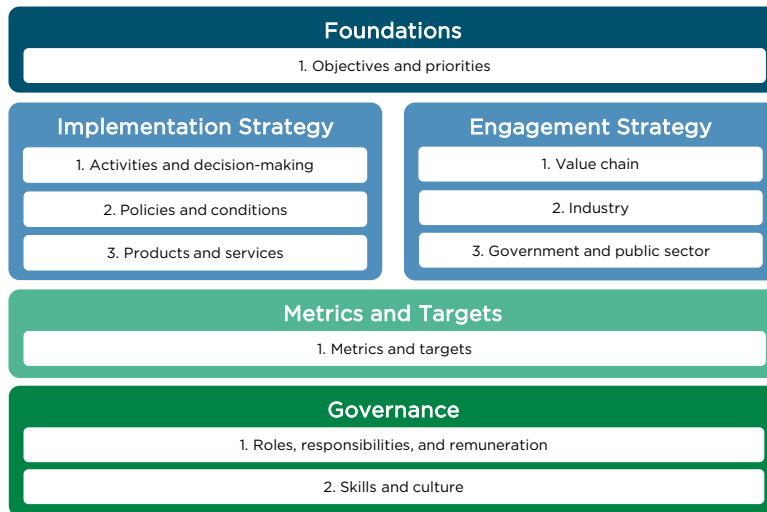 Foundations
1. Objectives and priorities
Implementation Strategy
1. Activities and decision-making
2. Policies and conditions
3. Products and services
Engagement Strategy
1. Value chain
2. Industry
3. Government and public sector
Metrics and Targets
1. Metrics and targets
Governance
1. Roles, responsibilities, and remuneration
2. Skills and culture